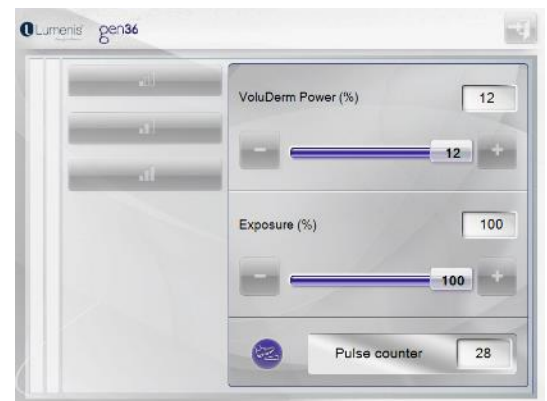 Lumenis gen36
VoluDerm Power (%) 12
12
Exposure (%) 100
100
Pulse counter 28